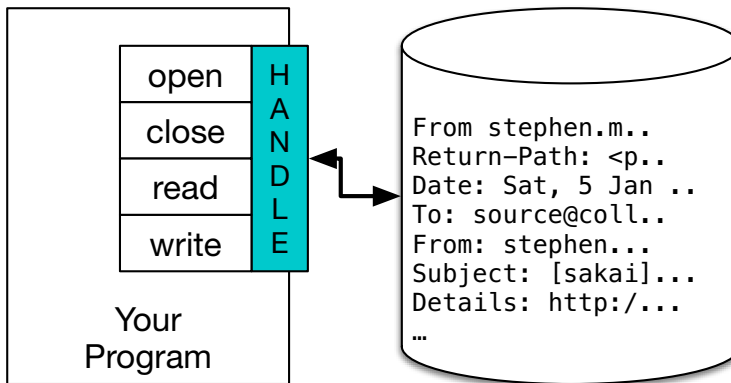 open
close
read
write
HANDLE
Your
Program
From stephen.m..
Return-Path: <p..
Date: Sat, 5 Jan ..
To: source@coll..
From: stephen...
Subject: [sakai]...
Details: http:/...
…